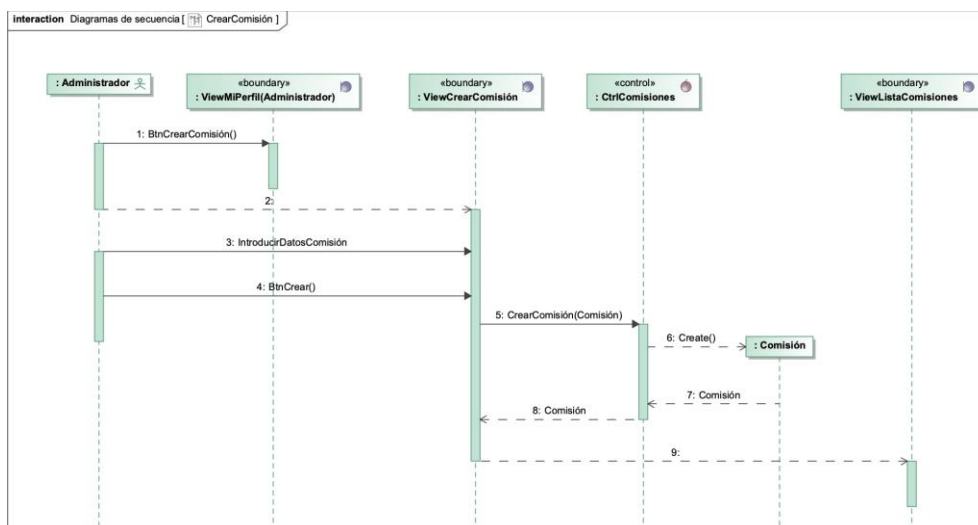 interaction Diagramas de secuencia [ CrearComisión ]
: Administrador
«boundary»
: ViewMiPerfil(Administrador)
«boundary»
: ViewCrearComisión
«control»
: CtrlComisiones
«boundary»
: ViewListaComisiones
1: BtnCrearComisión()
2:
3: IntroducirDatosComisión
4: BtnCrear()
5: CrearComisión(Comisión)
6: Create()
: Comisión
7: Comisión
8: Comisión
9: